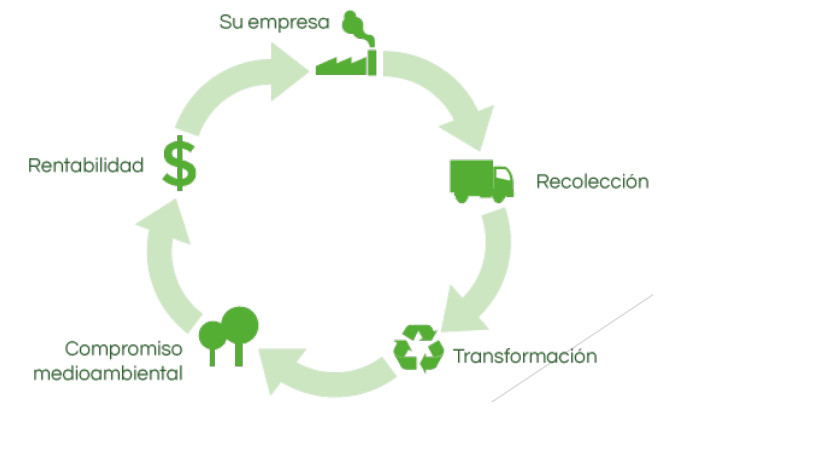 Su empresa
Rentabilidad
Recolección
Compromiso
medioambiental
Transformación